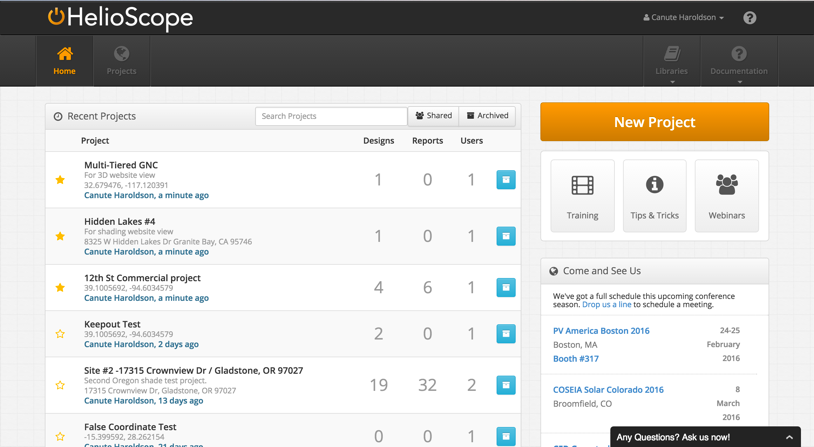 HelioScope
Canute Haroldson
Home
Projects
Libraries
Documentation
Recent Projects
Search Projects
Shared
Archived
Project Designs Reports Users
Multi-Tiered GNC
For 3D website view
32.679476, -117.120391
Canute Haroldson, a minute ago
1 0 1
Hidden Lakes #4
For shading website view
8325 W Hidden Lakes Dr Granite Bay, CA 95746
Canute Haroldson, a minute ago
1 0 1
12th St Commercial project
39.1005692, -94.6034579
Canute Haroldson, a minute ago
4 6 1
Keepout Test
39.1005692, -94.6034579
Canute Haroldson, 2 days ago
2 0 1
Site #2 -17315 Crownview Dr / Gladstone, OR 97027
Second Oregon shade test project.
17315 Crownview Dr, Gladstone, OR, 97027
Canute Haroldson, 13 days ago
19 32 2
False Coordinate Test
-15.399592, 28.262154
Canute Haroldson, 21 days ago
0 0 1
New Project
Training
Tips & Tricks
Webinars
Come and See Us
We've got a full schedule this upcoming conference
season. Drop us a line to schedule a meeting.
PV America Boston 2016
Boston, MA
Booth #317
24-25
February
2016
COSEIA Solar Colorado 2016
Broomfield, CO
8
March
2016
Any Questions? Ask us now!